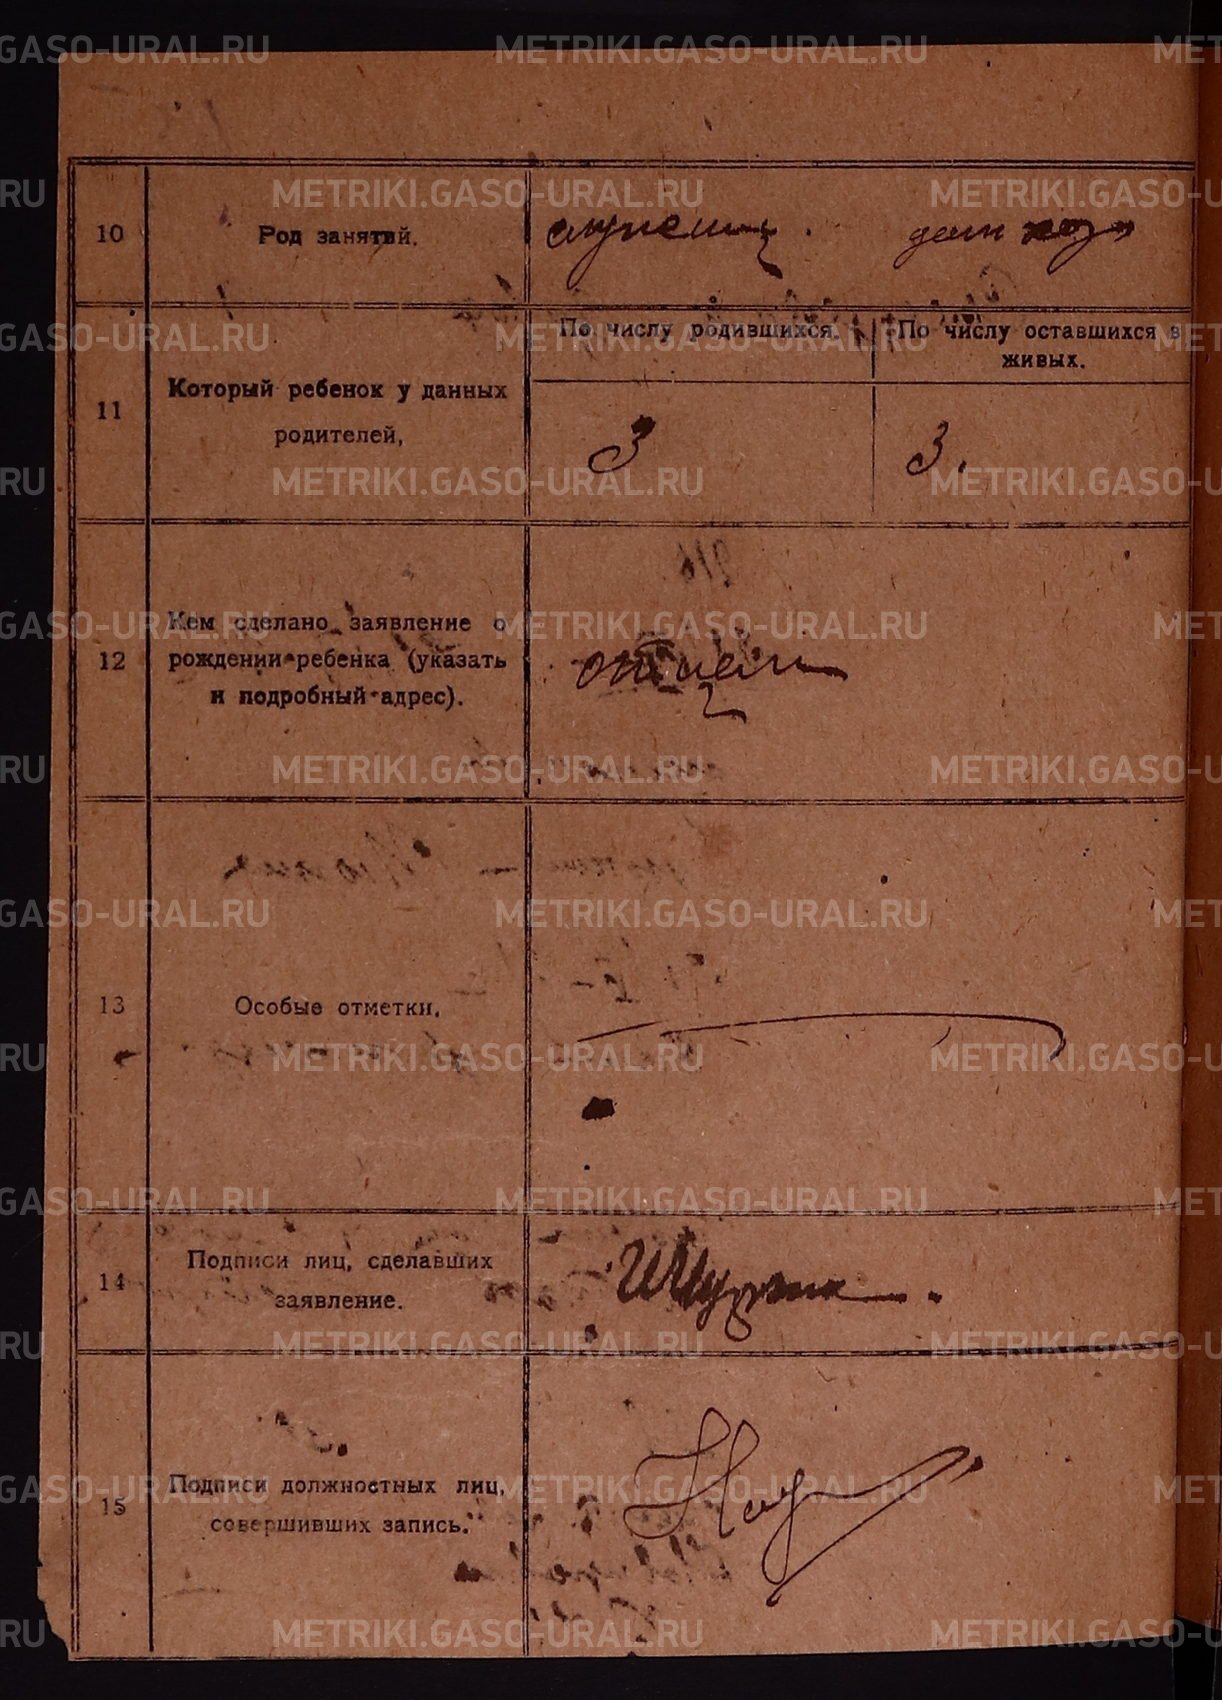 METRIKI.GASO-URAL.RU
10 Род занятий. служащ. дом хоз
11 Который ребенок у данных
родителей,
По числу родившихся.
По числу оставшихся в
живых.
3
3.
12 Кем сделано заявление о
рождении ребенка (указать
и подробный адрес).
отцем
13 Особые отметки.
14 Подписи лиц, сделавших
заявление.
15 Подписи должностных лиц,
совершивших запись.